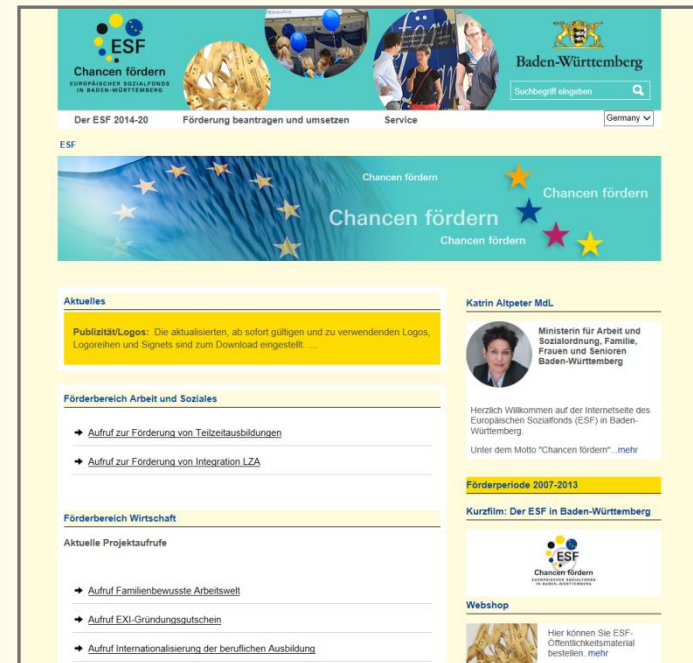 ESF
Chancen fördern
EUROPÄISCHER SOZIALFONDS
IN BADEN-WÜRTTEMBERG
Baden-Württemberg
Suchbegriff eingeben
Der ESF 2014-20
Förderung beantragen und umsetzen
Service
Germany
ESF
Chancen fördern
Chancen fördern
Chancen fördern
Chancen fördern
Aktuelles
Publizität/Logos: Die aktualisierten, ab sofort gültigen und zu verwendenden Logos,
Logoreihen und Signets sind zum Download eingestellt. ...
Förderbereich Arbeit und Soziales
Aufruf zur Förderung von Teilzeitausbildungen
Aufruf zur Förderung von Integration LZA
Förderbereich Wirtschaft
Aktuelle Projektaufrufe
Aufruf Familienbewusste Arbeitswelt
Aufruf EXI-Gründungsgutschein
Aufruf Internationalisierung der beruflichen Ausbildung
Katrin Altpeter MdL
Ministerin für Arbeit und
Sozialordnung, Familie,
Frauen und Senioren
Baden-Württemberg
Herzlich Willkommen auf der Internetseite des
Europäischen Sozialfonds (ESF) in Baden-
Württemberg.
Unter dem Motto "Chancen fördern"...mehr
Förderperiode 2007-2013
Kurzfilm: Der ESF in Baden-Württemberg
ESF
Chancen fördern
EUROPÄISCHER SOZIALFONDS
IN BADEN-WÜRTTEMBERG
Webshop
Hier können Sie ESF-
Öffentlichkeitsmaterial
bestellen. mehr